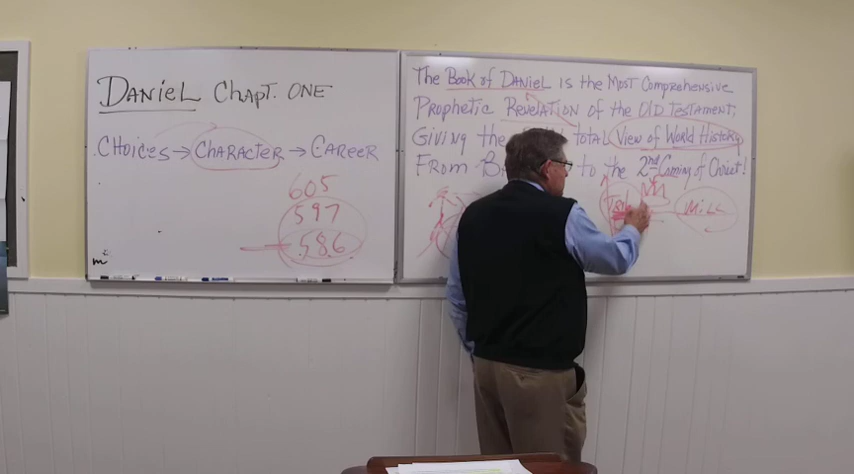 DANIEL CHAPT. ONE
CHOICES → CHARACTER → CAREER
605
597
586
The Book of DANIEL is the Most Comprehensive
Prophetic Revelation of the OLD TESTAMENT,
Giving the total View of World History
From to the 2nd Coming of Christ!
MILL